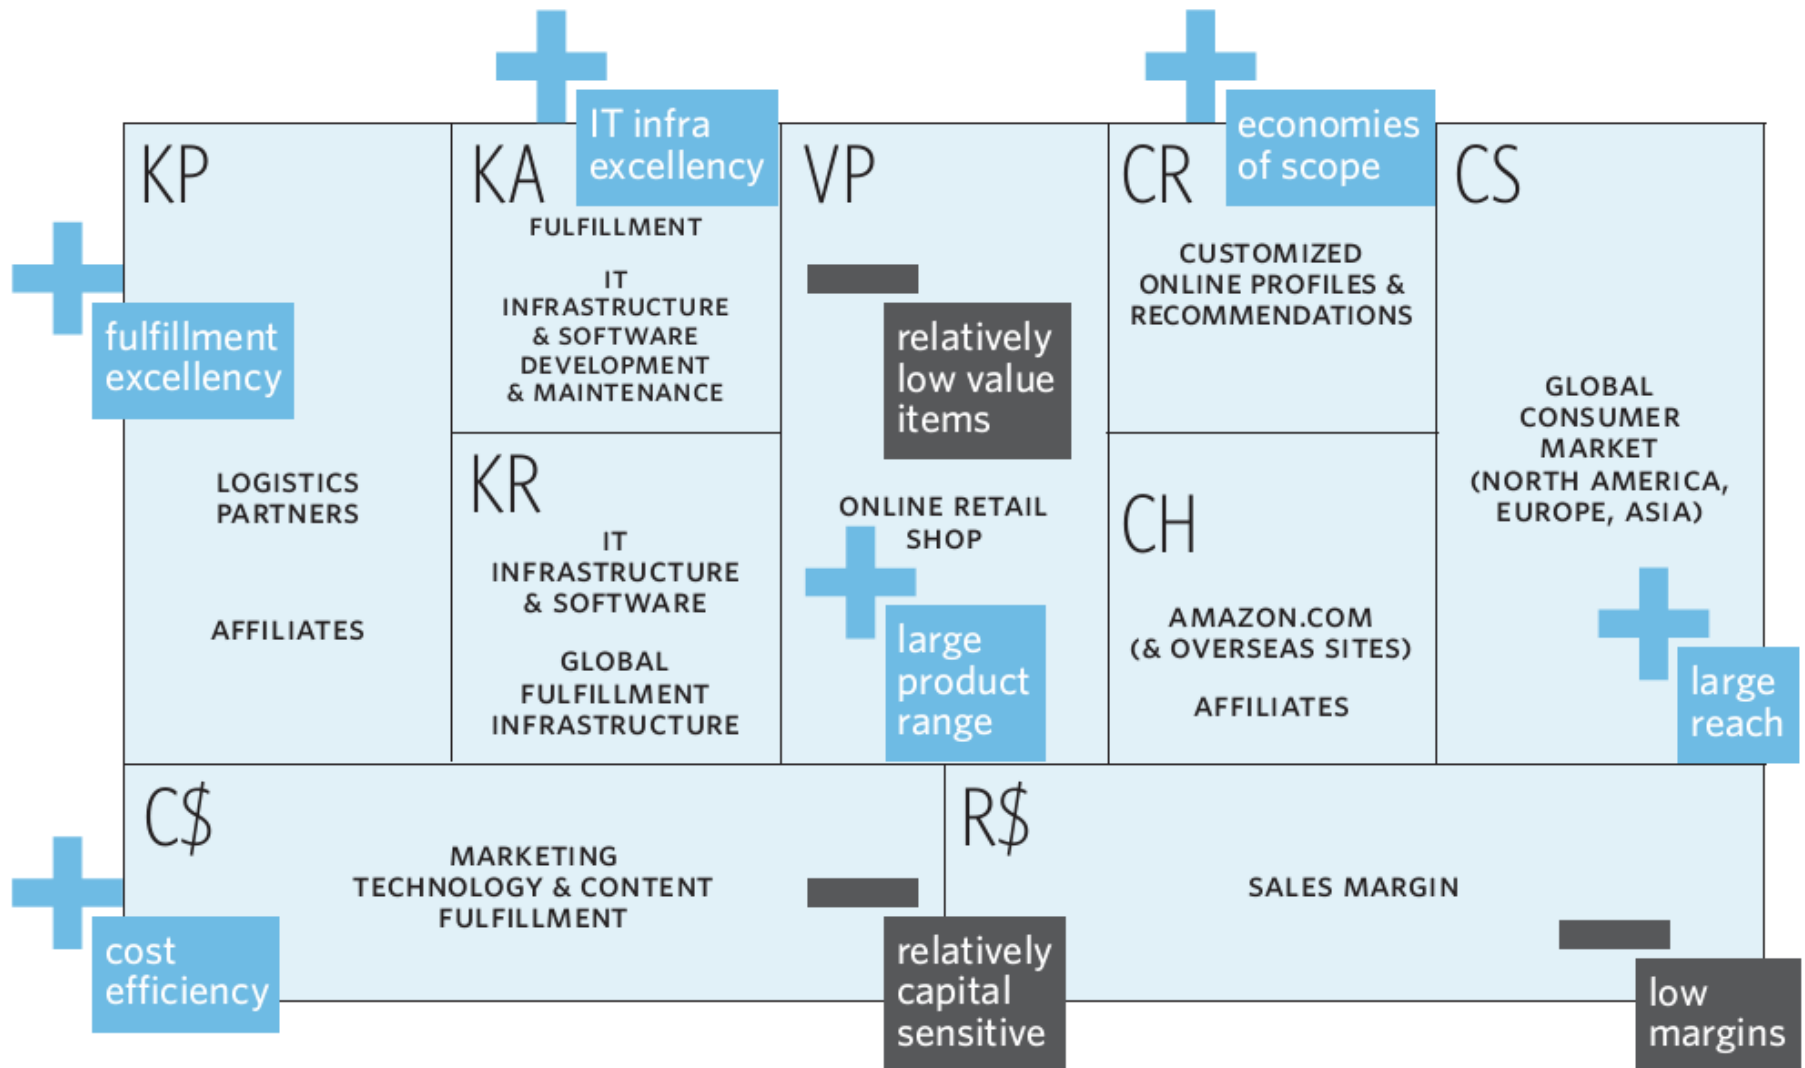 KP
fulfillment
excellency
LOGISTICS
PARTNERS
AFFILIATES
KA
IT infra
excellency
FULFILLMENT
IT
INFRASTRUCTURE
& SOFTWARE
DEVELOPMENT
& MAINTENANCE
KR
IT
INFRASTRUCTURE
& SOFTWARE
GLOBAL
FULFILLMENT
INFRASTRUCTURE
VP
relatively
low value
items
ONLINE RETAIL
SHOP
large
product
range
CR
economies
of scope
CUSTOMIZED
ONLINE PROFILES &
RECOMMENDATIONS
CH
AMAZON.COM
(& OVERSEAS SITES)
AFFILIATES
CS
GLOBAL
CONSUMER
MARKET
(NORTH AMERICA,
EUROPE, ASIA)
large
reach
C$
MARKETING
TECHNOLOGY & CONTENT
FULFILLMENT
cost
efficiency
relatively
capital
sensitive
R$
SALES MARGIN
low
margins